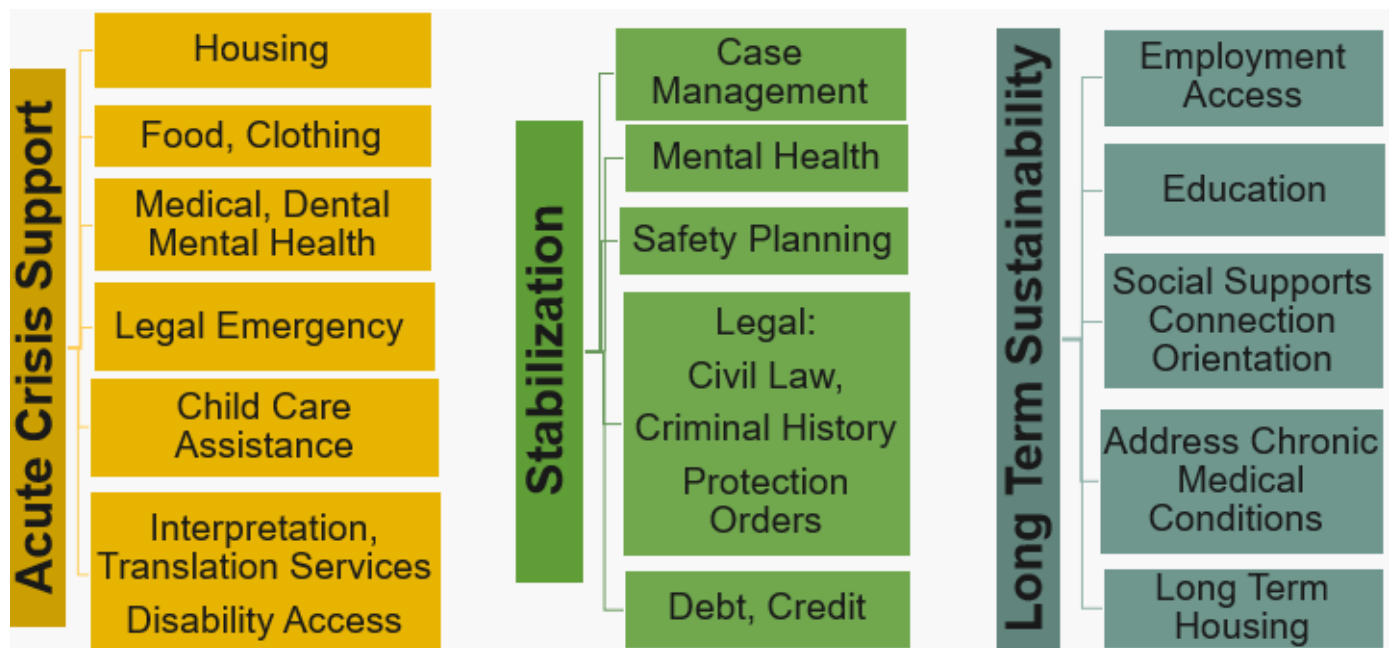 Acute Crisis Support
Housing
Food, Clothing
Medical, Dental
Mental Health
Legal Emergency
Child Care
Assistance
Interpretation,
Translation Services
Disability Access
Stabilization
Case
Management
Mental Health
Safety Planning
Legal:
Civil Law,
Criminal History
Protection
Orders
Debt, Credit
Long Term Sustainability
Employment
Access
Education
Social Supports
Connection
Orientation
Address Chronic
Medical
Conditions
Long Term
Housing